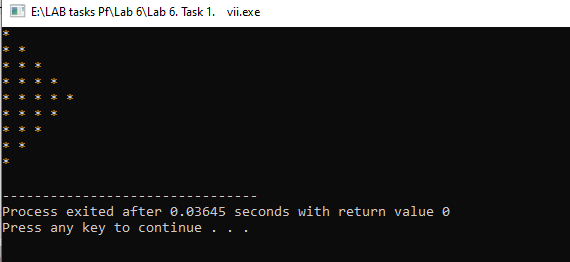 E:\LAB tasks Pf\Lab 6\Lab 6. Task 1.    vii.exe
*
* *
* * *
* * * *
* * * * *
* * * *
* * *
* *
*
--------------------------------
Process exited after 0.03645 seconds with return value 0
Press any key to continue . . .